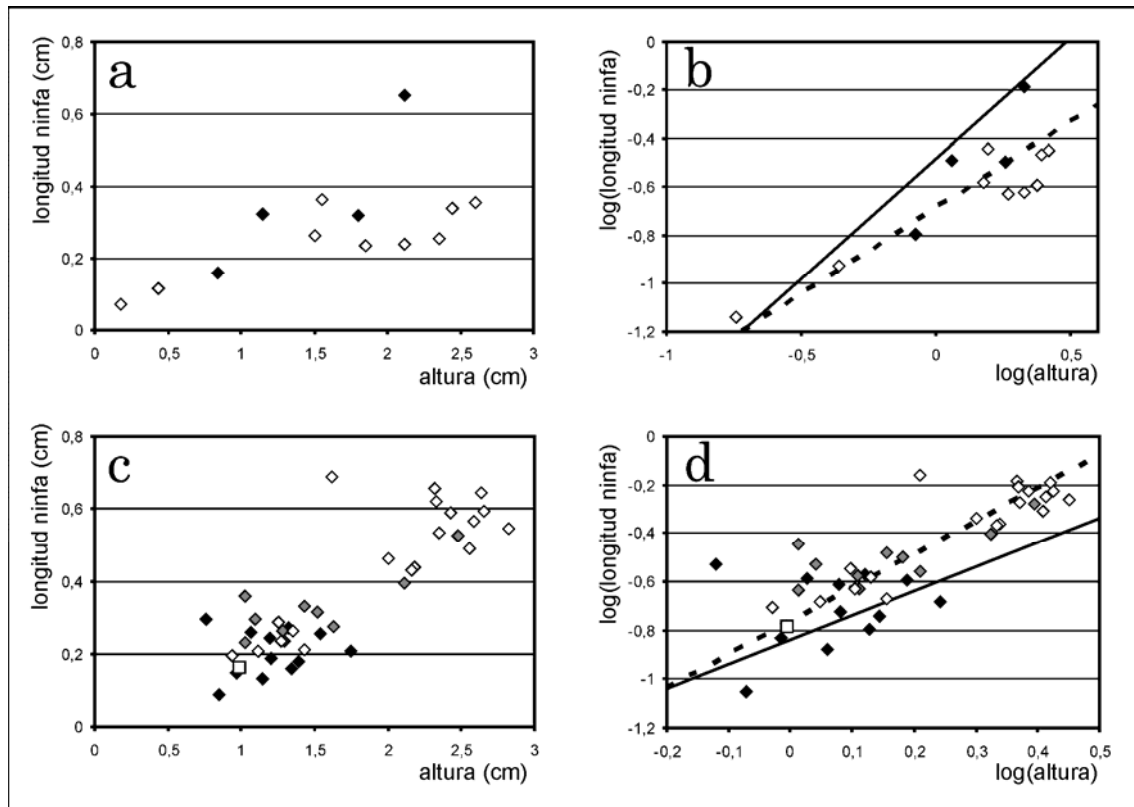 a
longitud ninfa (cm)
0,8
0,6
0,4
0,2
0
0 0,5 1 1,5 2 2,5 3
altura (cm)
b
log(longitud ninfa)
0
-0,2
-0,4
-0,6
-0,8
-1
-1,2
-1 -0,5 0 0,5
log(altura)
c
longitud ninfa (cm)
0,8
0,6
0,4
0,2
0
0 0,5 1 1,5 2 2,5 3
altura (cm)
d
log(longitud ninfa)
0
-0,2
-0,4
-0,6
-0,8
-1
-1,2
-0,2 -0,1 0 0,1 0,2 0,3 0,4 0,5
log(altura)